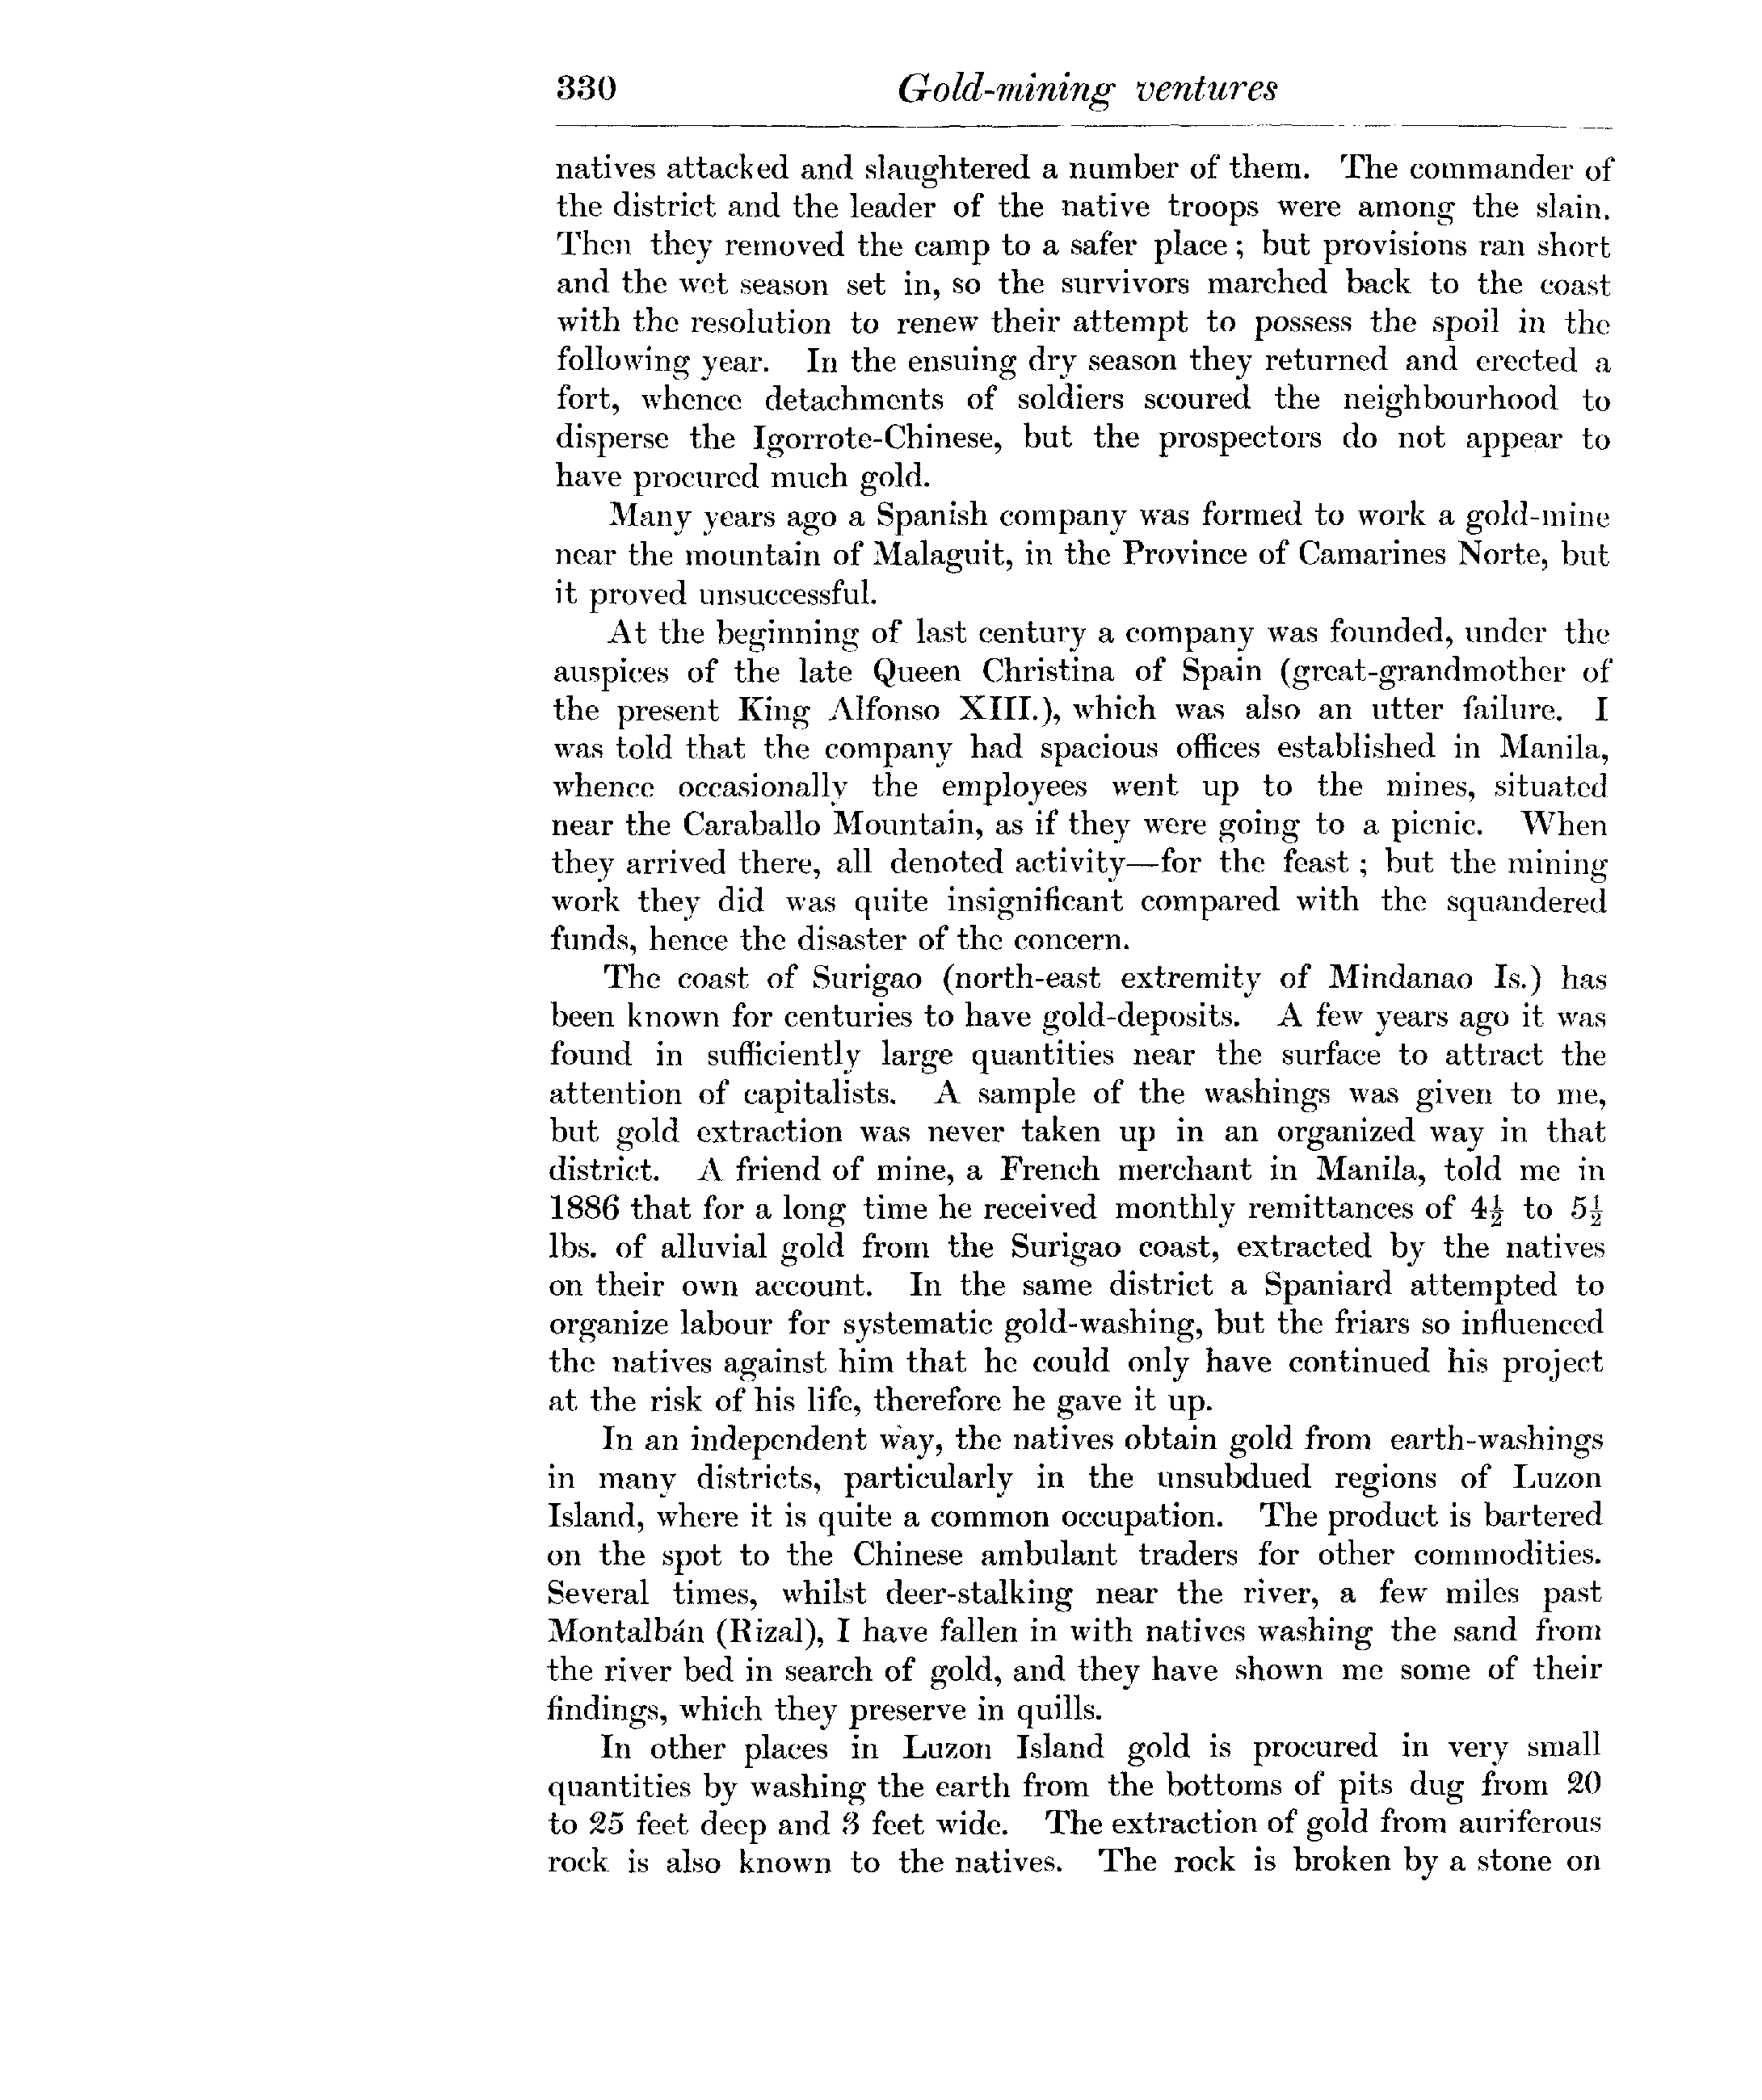 330 Gold-mining ventures
natives attacked and slaughtered a number of them. The commander of
the district and the leader of the native troops were among the slain.
Then they removed the camp to a safer place; but provisions ran short
and the wet season set in, so the survivors marched back to the coast
with the resolution to renew their attempt to possess the spoil in the
following year. In the ensuing dry season they returned and erected a
fort, whence detachments of soldiers scoured the neighbourhood to
disperse the Igorrote-Chinese, but the prospectors do not appear to
have procured much gold.
Many years ago a Spanish company was formed to work a gold-mine
near the mountain of Malaguit, in the Province of Camarines Norte, but
it proved unsuccessful.
At the beginning of last century a company was founded, under the
auspices of the late Queen Christina of Spain (great-grandmother of
the present King Alfonso XIII.), which was also an utter failure. I
was told that the company had spacious offices established in Manila,
whence occasionally the employees went up to the mines, situated
near the Caraballo Mountain, as if they were going to a picnic. When
they arrived there, all denoted activity—for the feast; but the mining
work they did was quite insignificant compared with the squandered
funds, hence the disaster of the concern.
The coast of Surigao (north-east extremity of Mindanao Is.) has
been known for centuries to have gold-deposits. A few years ago it was
found in sufficiently large quantities near the surface to attract the
attention of capitalists. A sample of the washings was given to me,
but gold extraction was never taken up in an organized way in that
district. A friend of mine, a French merchant in Manila, told me in
1886 that for a long time he received monthly remittances of 4½ to 5½
lbs. of alluvial gold from the Surigao coast, extracted by the natives
on their own account. In the same district a Spaniard attempted to
organize labour for systematic gold-washing, but the friars so influenced
the natives against him that he could only have continued his project
at the risk of his life, therefore he gave it up.
In an independent way, the natives obtain gold from earth-washings
in many districts, particularly in the unsubdued regions of Luzon
Island, where it is quite a common occupation. The product is bartered
on the spot to the Chinese ambulant traders for other commodities.
Several times, whilst deer-stalking near the river, a few miles past
Montalbán (Rizal), I have fallen in with natives washing the sand from
the river bed in search of gold, and they have shown me some of their
findings, which they preserve in quills.
In other places in Luzon Island gold is procured in very small
quantities by washing the earth from the bottoms of pits dug from 20
to 25 feet deep and 3 feet wide. The extraction of gold from auriferous
rock is also known to the natives. The rock is broken by a stone on